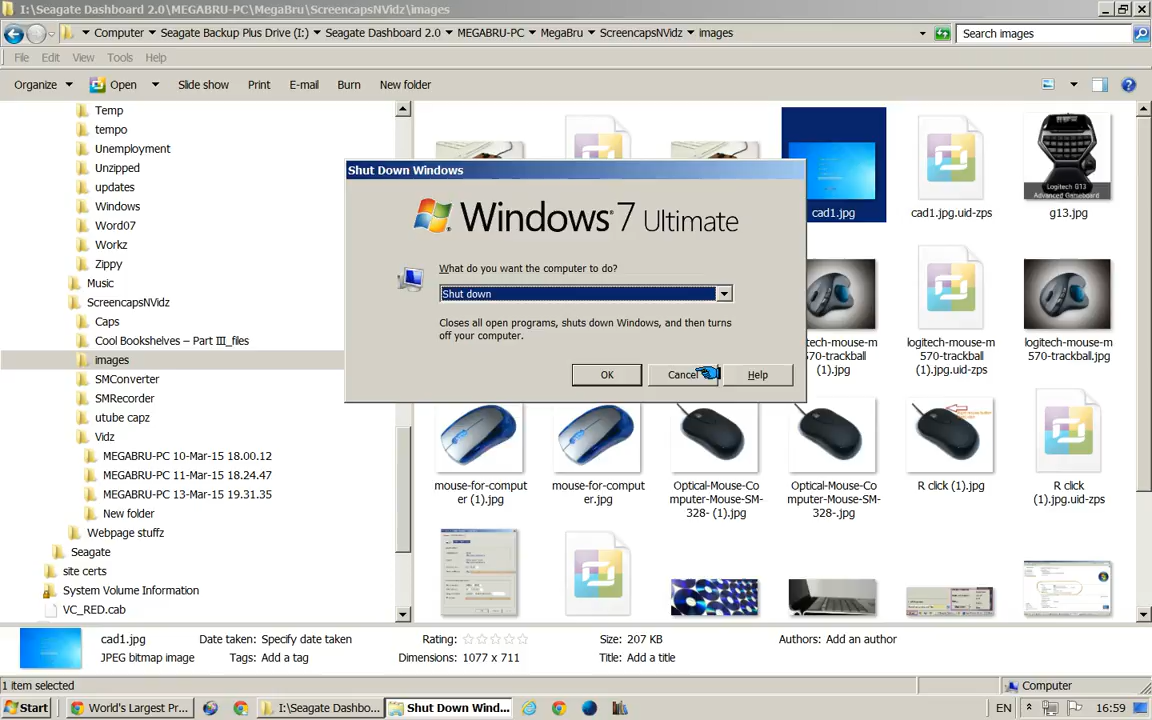 I:\Seagate Dashboard 2.0\MEGABRU-PC\MegaBru\ScreencapsNVidz\images
Computer
Seagate Backup Plus Drive (I:)
Seagate Dashboard 2.0
MEGABRU-PC
MegaBru
ScreencapsNVidz
images
Search images
File Edit View Tools Help
Organize
Open
Slide show
Print
E-mail
Burn
New folder
Temp
tempo
Unemployment
Unzipped
updates
Windows
Word07
Workz
Zippy
Music
ScreencapsNVidz
Caps
Cool Bookshelves – Part III_files
images
SMConverter
SMRecorder
utube capz
Vidz
MEGABRU-PC 10-Mar-15 18.00.12
MEGABRU-PC 11-Mar-15 18.24.47
MEGABRU-PC 13-Mar-15 19.31.35
New folder
Webpage stuffz
Seagate
site certs
System Volume Information
VC_RED.cab
Shut Down Windows
Windows 7 Ultimate
What do you want the computer to do?
Shut down
Closes all open programs, shuts down Windows, and then turns
off your computer.
OK
Cancel
Help
cad1.jpg
cad1.jpg.uid-zps
Logitech G13
Advanced Gameboard
g13.jpg
logitech-mouse-m
570-trackball
(1).jpg
logitech-mouse-m
570-trackball
(1).jpg.uid-zps
logitech-mouse-m
570-trackball.jpg
mouse-for-comput
er (1).jpg
mouse-for-comput
er.jpg
Optical-Mouse-Co
mputer-Mouse-SM-
328- (1).jpg
Optical-Mouse-Co
mputer-Mouse-SM-
328-.jpg
R click (1).jpg
R click
(1).jpg.uid-zps
cad1.jpg
JPEG bitmap image
Date taken: Specify date taken
Tags: Add a tag
Rating:
Dimensions: 1077 x 711
Size: 207 KB
Title: Add a title
Authors: Add an author
1 item selected
Computer
Start
World's Largest Pr...
I:\Seagate Dashbo...
Shut Down Wind...
EN
16:59